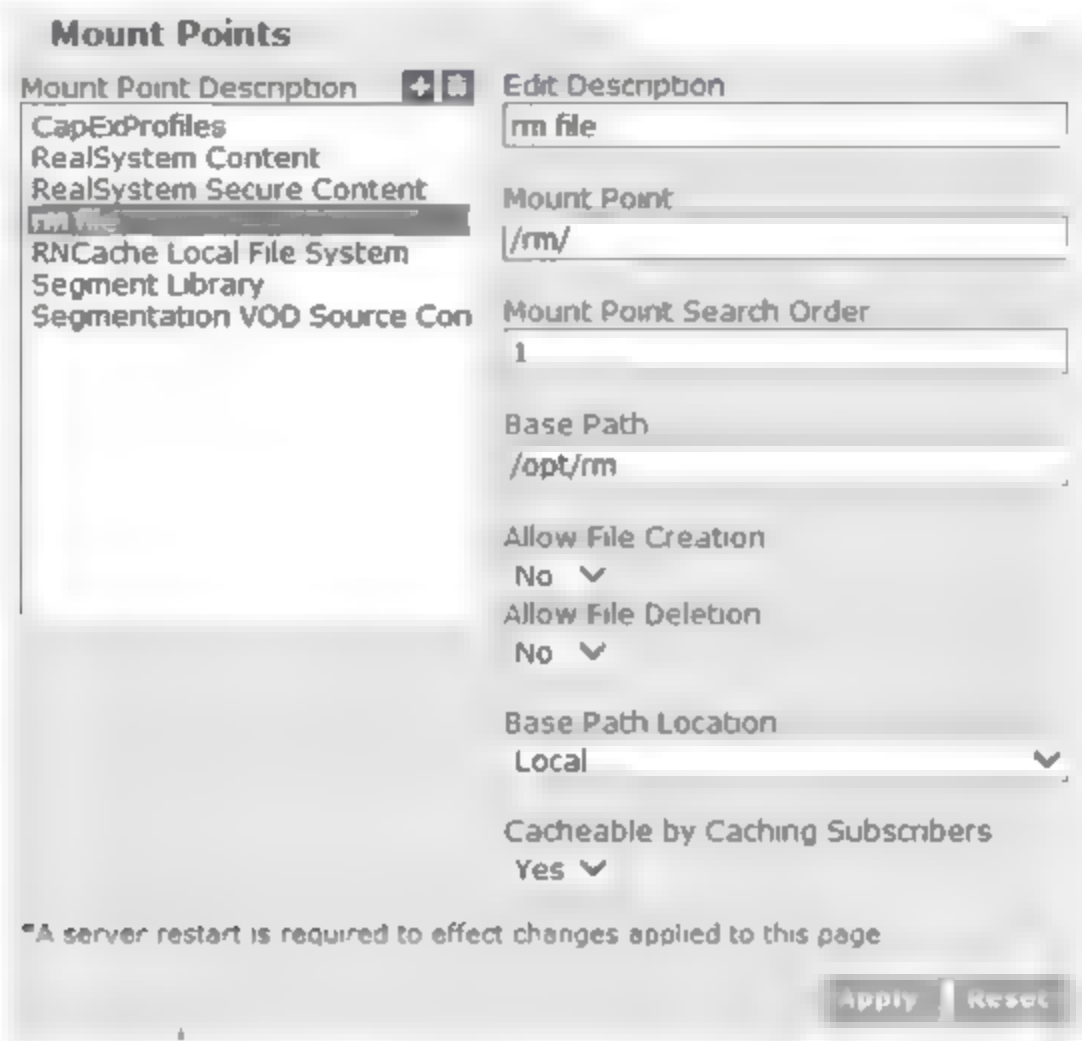 Mount Points
Mount Point Description
CapExProfiles
RealSystem Content
RealSystem Secure Content
rm file
RNCache Local File System
Segment Library
Segmentation VOD Source Con
Edit Description
rm file
Mount Point
/rm/
Mount Point Search Order
1
Base Path
/opt/rm
Allow File Creation
No
Allow File Deletion
No
Base Path Location
Local
Cacheable by Caching Subscribers
Yes
*A server restart is required to effect changes applied to this page
Apply
Reset